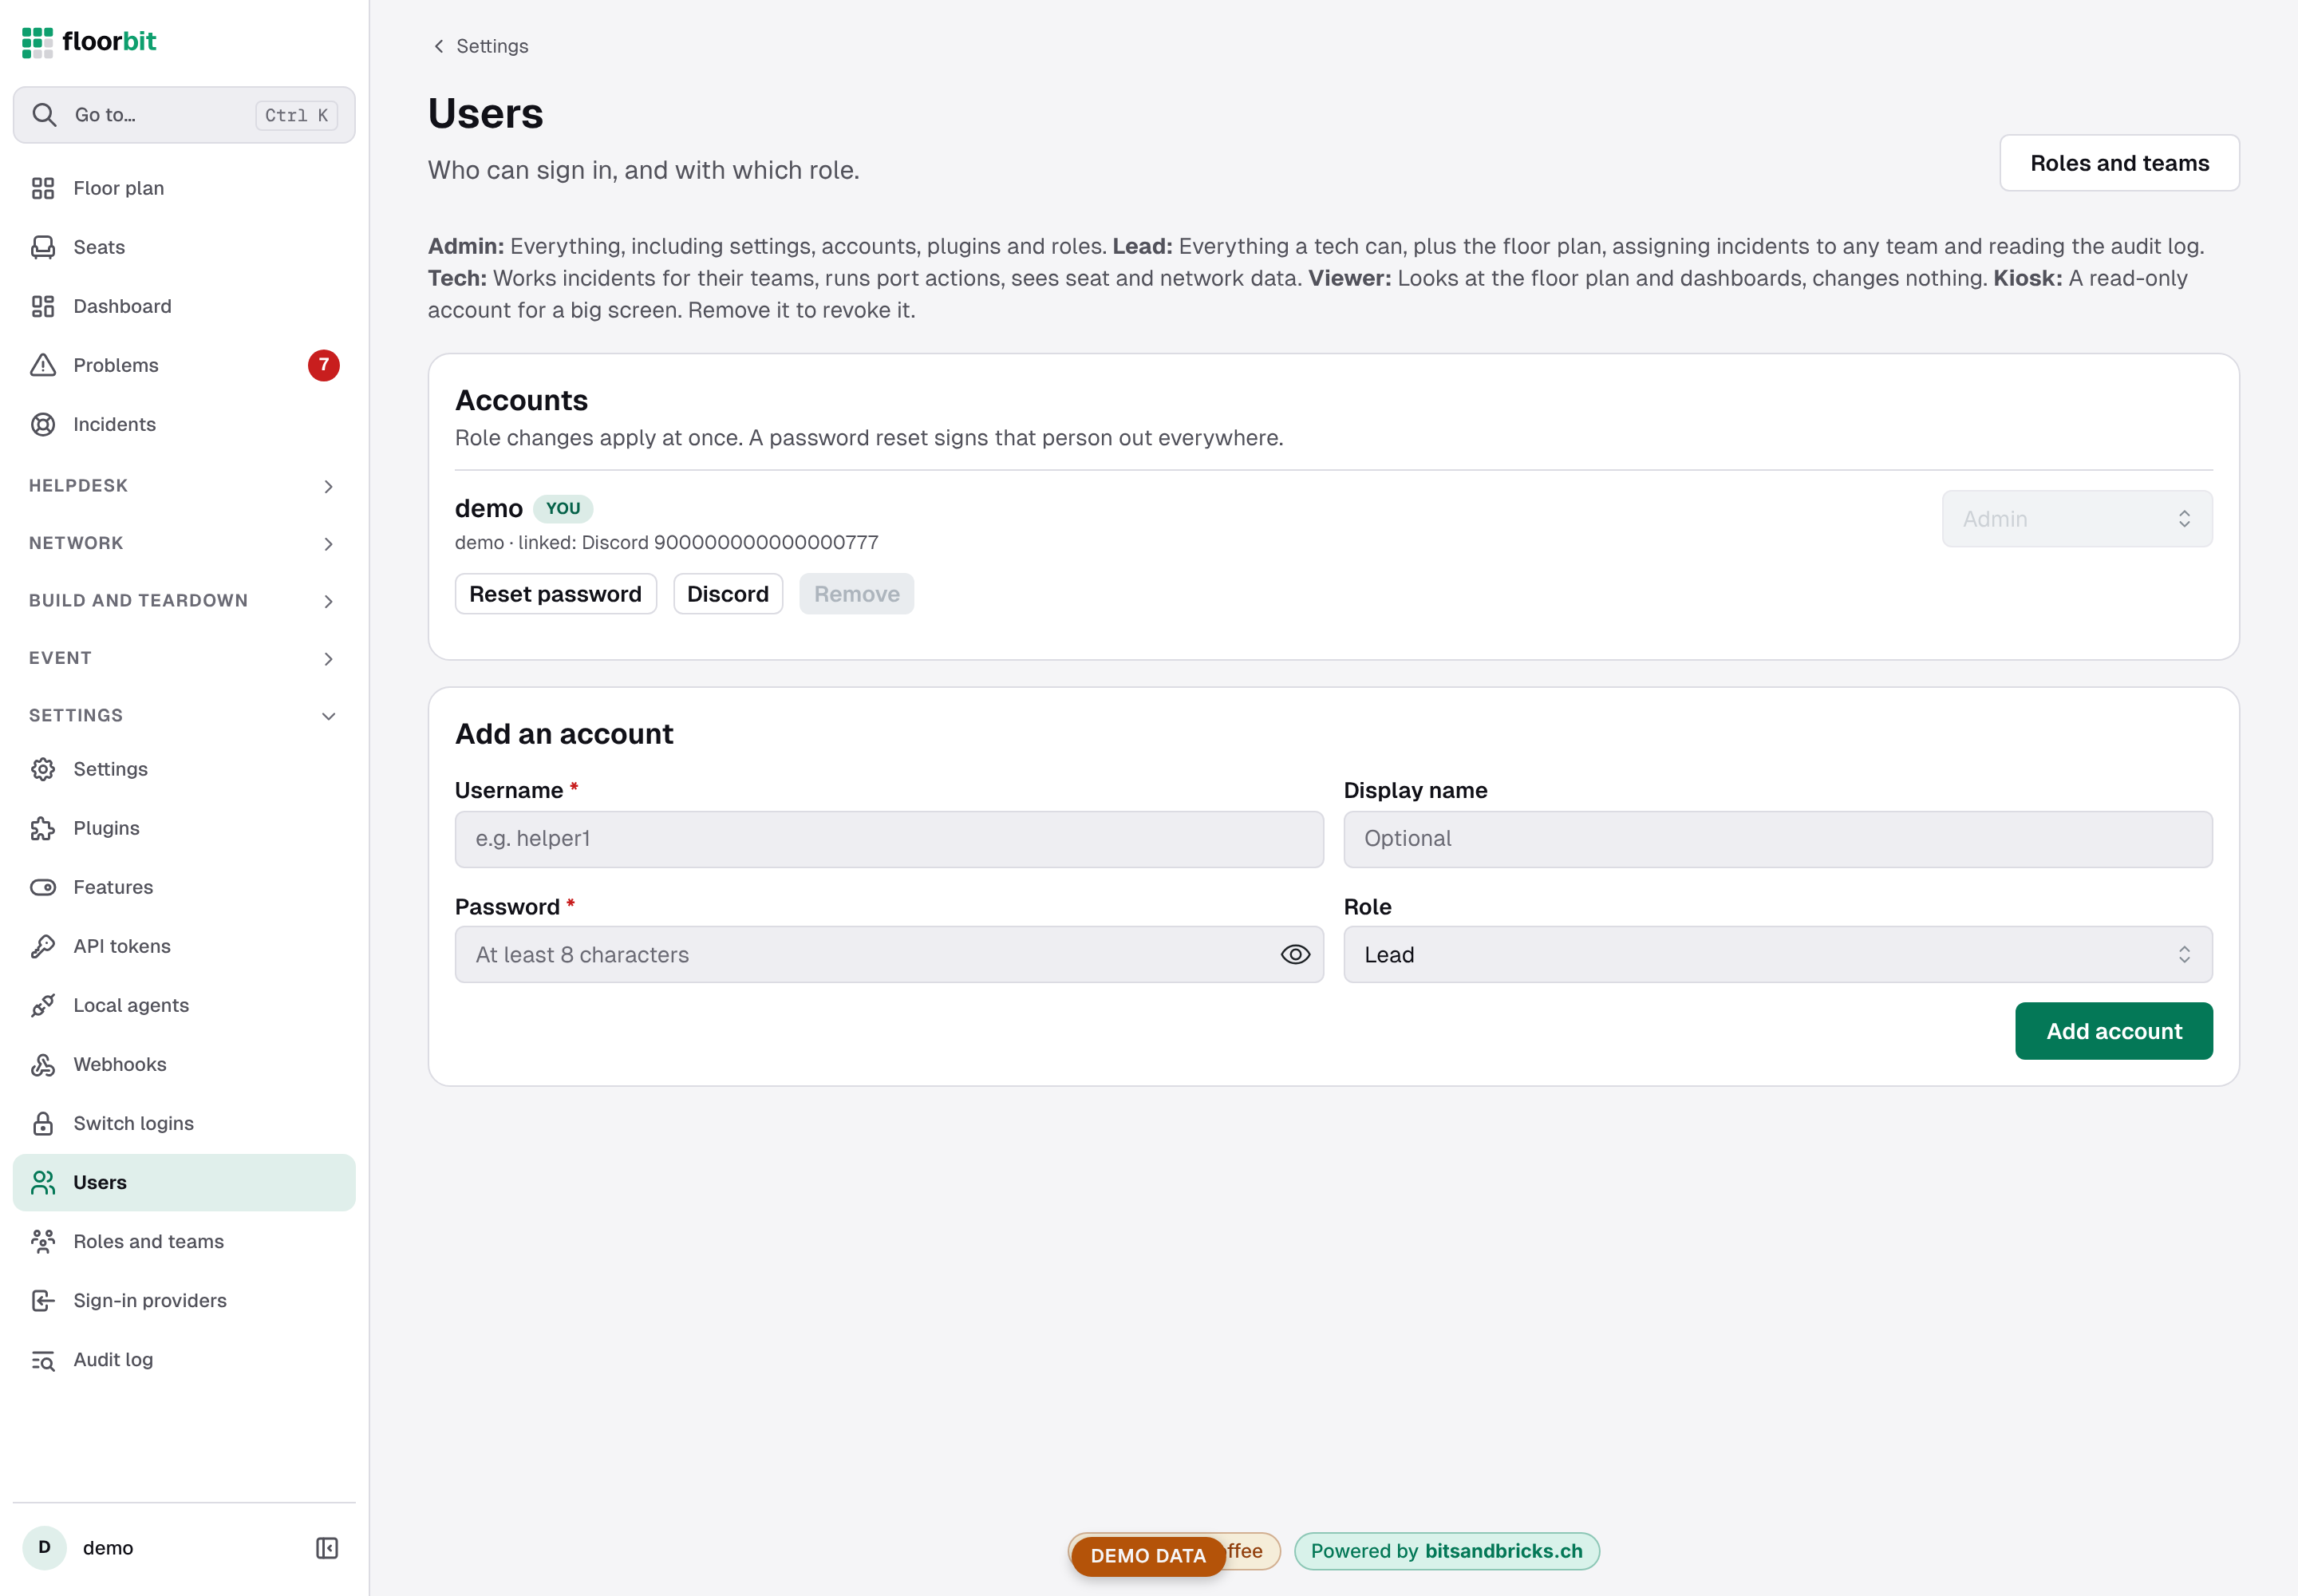 floorbit
Go to...
Ctrl K
Floor plan
Seats
Dashboard
Problems
7
Incidents
HELPDESK
NETWORK
BUILD AND TEARDOWN
EVENT
SETTINGS
Settings
Plugins
Features
API tokens
Local agents
Webhooks
Switch logins
Users
Roles and teams
Sign-in providers
Audit log
D
demo
Settings
Users
Who can sign in, and with which role.
Roles and teams
Admin: Everything, including settings, accounts, plugins and roles. Lead: Everything a tech can, plus the floor plan, assigning incidents to any team and reading the audit log.
Tech: Works incidents for their teams, runs port actions, sees seat and network data. Viewer: Looks at the floor plan and dashboards, changes nothing. Kiosk: A read-only
account for a big screen. Remove it to revoke it.
Accounts
Role changes apply at once. A password reset signs that person out everywhere.
demo YOU
Admin
demo · linked: Discord 900000000000000777
Reset password
Discord
Remove
Add an account
Username *
Display name
e.g. helper1
Optional
Password *
Role
At least 8 characters
Lead
Add account
DEMO DATA
Powered by bitsandbricks.ch